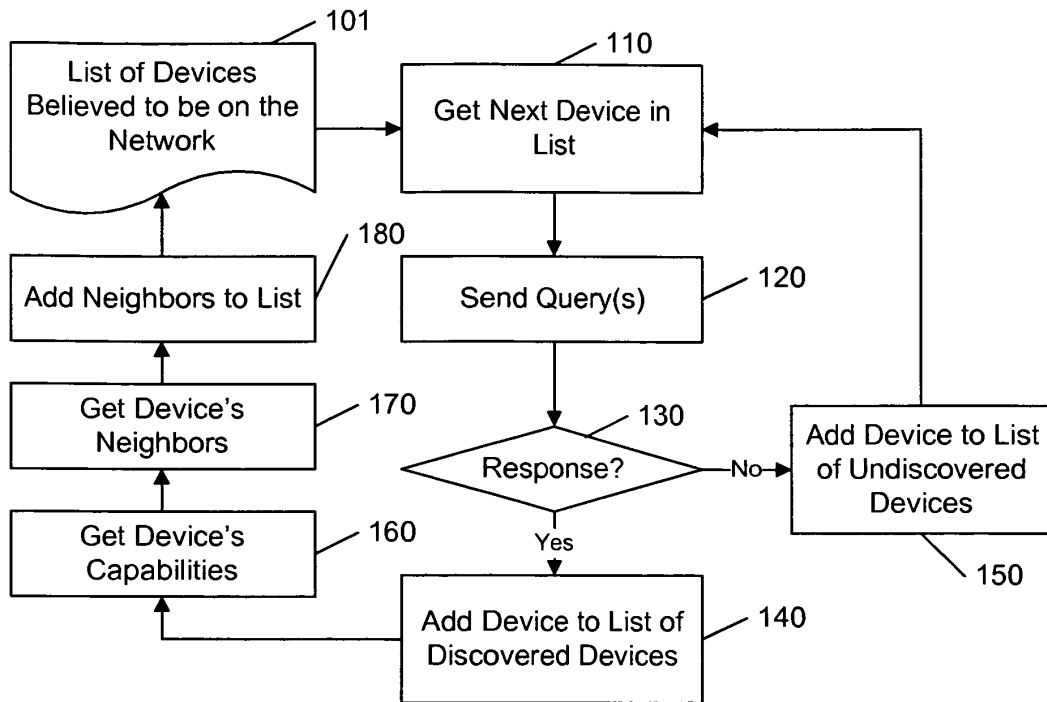 101
List of Devices
Believed to be on the
Network
110
Get Next Device in
List
180
Add Neighbors to List
120
Send Query(s)
170
Get Device's
Neighbors
130
Response?
No
Add Device to List
of Undiscovered
Devices
150
160
Get Device's
Capabilities
Yes
140
Add Device to List of
Discovered Devices